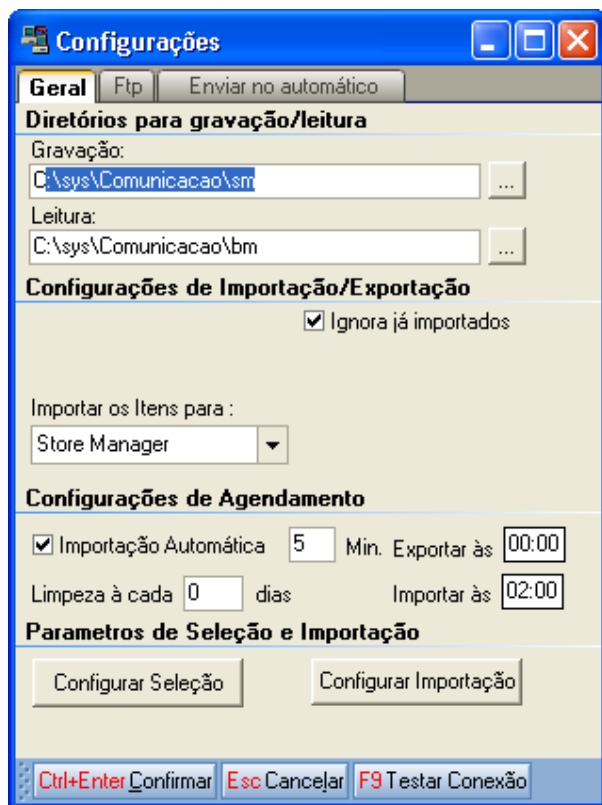 Configurações
Geral Ftp Enviar no automático
Diretórios para gravação/leitura
Gravação:
C:\sys\Comunicacao\sm ...
Leitura:
C:\sys\Comunicacao\bm ...
Configurações de Importação/Exportação
Ignora já importados
Importar os Itens para :
Store Manager
Configurações de Agendamento
Importação Automática 5 Min. Exportar às 00:00
Limpeza à cada 0 dias Importar às 02:00
Parametros de Seleção e Importação
Configurar Seleção Configurar Importação
Ctrl+Enter Confirmar Esc Cancelar F9 Testar Conexão